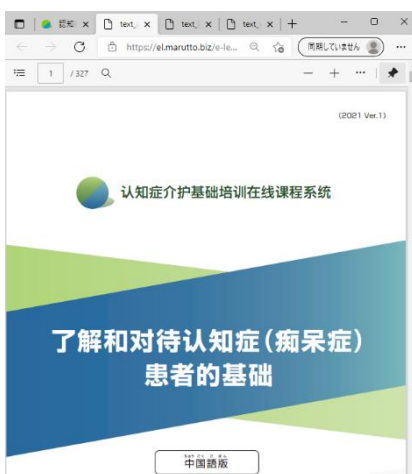 認知
text_
text_
text_
https://el.marutto.biz/e-le...
同期していません
1 / 327
(2021 Ver.1)
认知症介护基础培训在线课程系统
了解和对待认知症(痴呆症)
患者的基础
中国語版